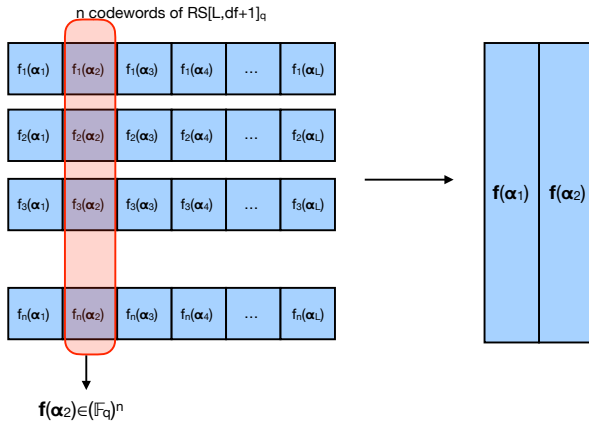 n codewords of RS[L,df+1]q
f₁(α₁) f₁(α₂) f₁(α₃) f₁(α₄) ... f₁(αL)
f₂(α₁) f₂(α₂) f₂(α₃) f₂(α₄) ... f₂(αL)
f₃(α₁) f₃(α₂) f₃(α₃) f₃(α₄) ... f₃(αL)
fₙ(α₁) fₙ(α₂) fₙ(α₃) fₙ(α₄) ... fₙ(αL)
f(α₁) f(α₂)
f(α₂)∈(𝔽q)ⁿ